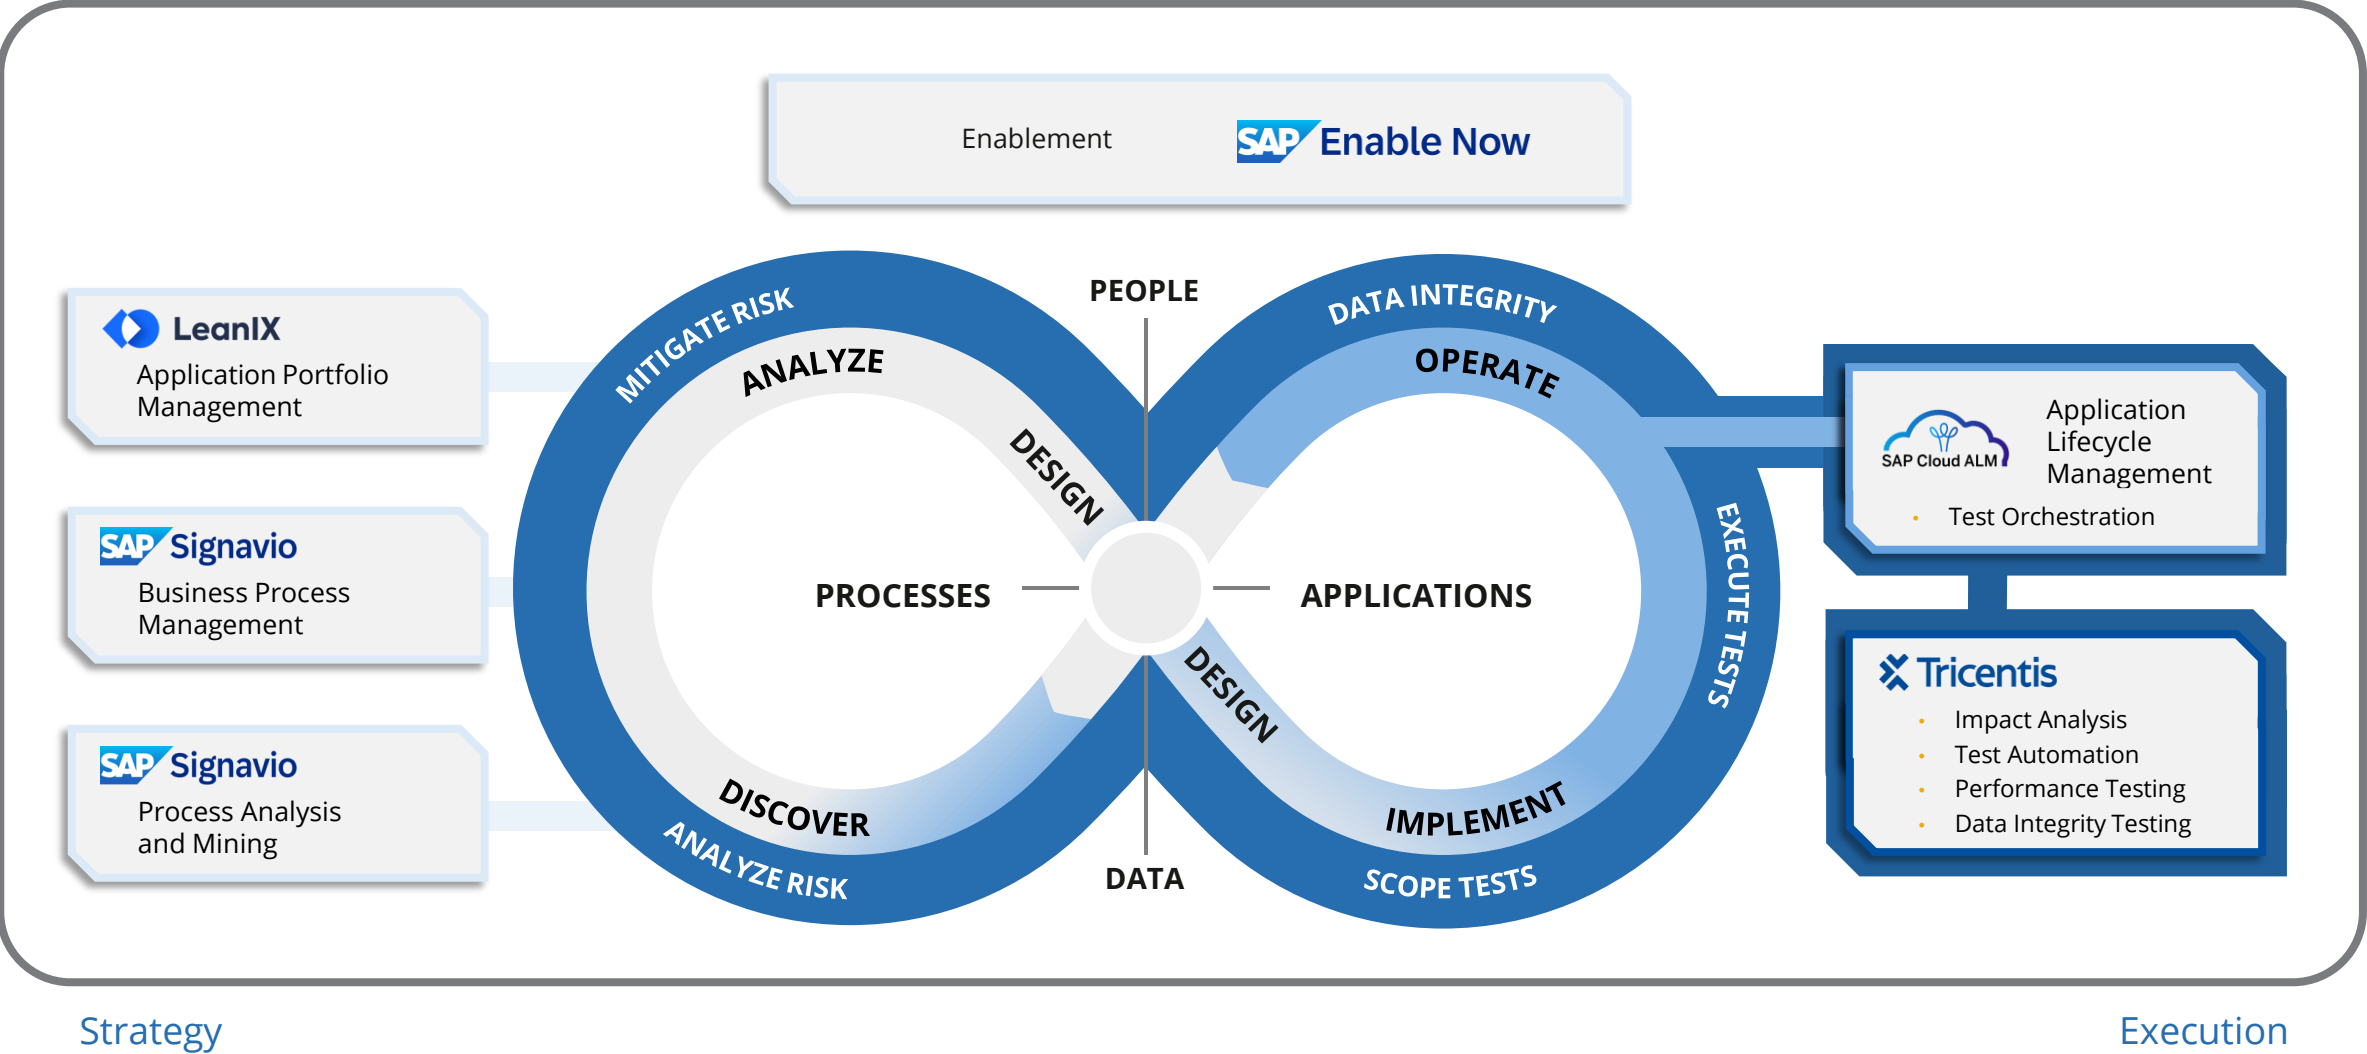 Enablement
SAP Enable Now
PEOPLE
MITIGATE RISK
ANALYZE
DESIGN
DATA INTEGRITY
OPERATE
LeanIX
Application Portfolio
Management
SAP Signavio
Business Process
Management
SAP Signavio
Process Analysis
and Mining
PROCESSES
APPLICATIONS
DISCOVER
ANALYZE RISK
DESIGN
IMPLEMENT
SCOPE TESTS
EXECUTE TESTS
DATA
SAP Cloud ALM
Application
Lifecycle
Management
• Test Orchestration
Tricentis
• Impact Analysis
• Test Automation
• Performance Testing
• Data Integrity Testing
Strategy
Execution